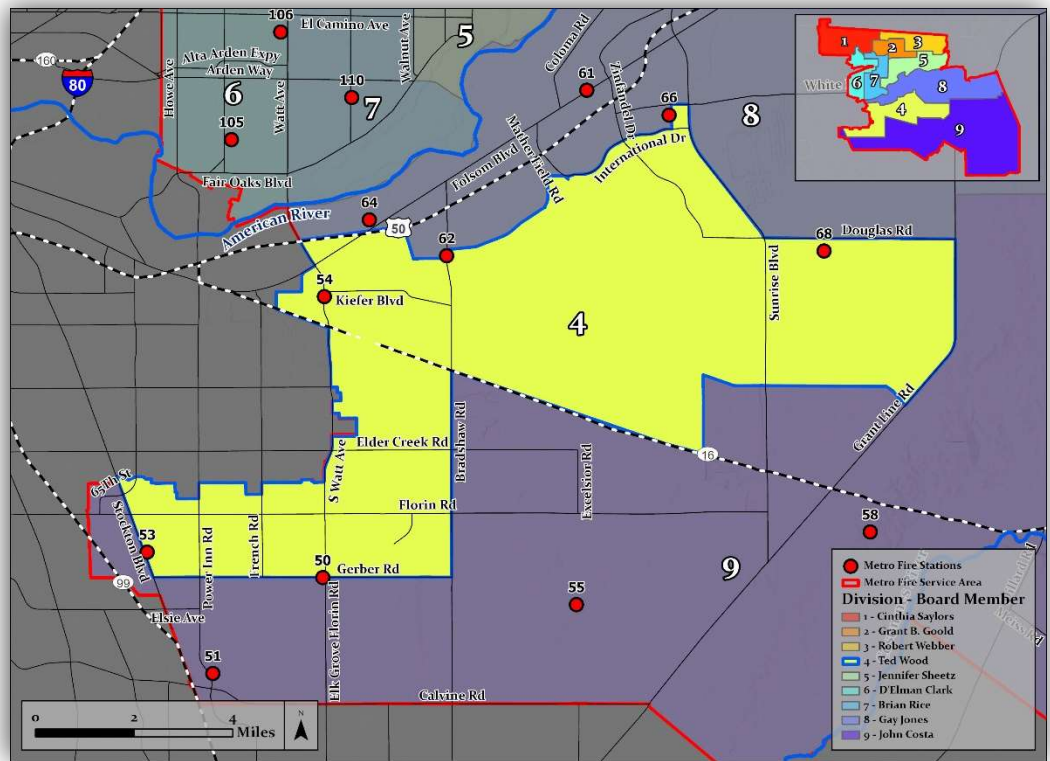 106
El Camino Ave
5
160
Alta Arden Expy
Arden Way
80
Howe Ave
6
Watt Ave
110
Walnut Ave
7
105
Coloma Rd
61
Zinfandel Dr
66
8
Mather Field Rd
International Dr
Folsom Blvd
Fair Oaks Blvd
64
American River
50
62
68
Douglas Rd
54
Kiefer Blvd
4
Sunrise Blvd
Grant Line Rd
Elder Creek Rd
S Watt Ave
Bradshaw Rd
16
65th St
Florin Rd
Excelsior Rd
Stockton Blvd
53
Power Inn Rd
French Rd
50
Gerber Rd
58
99
Elsie Ave
55
9
51
Elk Grove Florin Rd
Calvine Rd
0 2 4
Miles
N
1
2
3
5
White
6
7
8
4
9
Metro Fire Stations
Metro Fire Service Area
Division - Board Member
1 - Cinthia Saylors
2 - Grant B. Goold
3 - Robert Webber
4 - Ted Wood
5 - Jennifer Sheetz
6 - D'Elman Clark
7 - Brian Rice
8 - Gay Jones
9 - John Costa
Meiss Rd